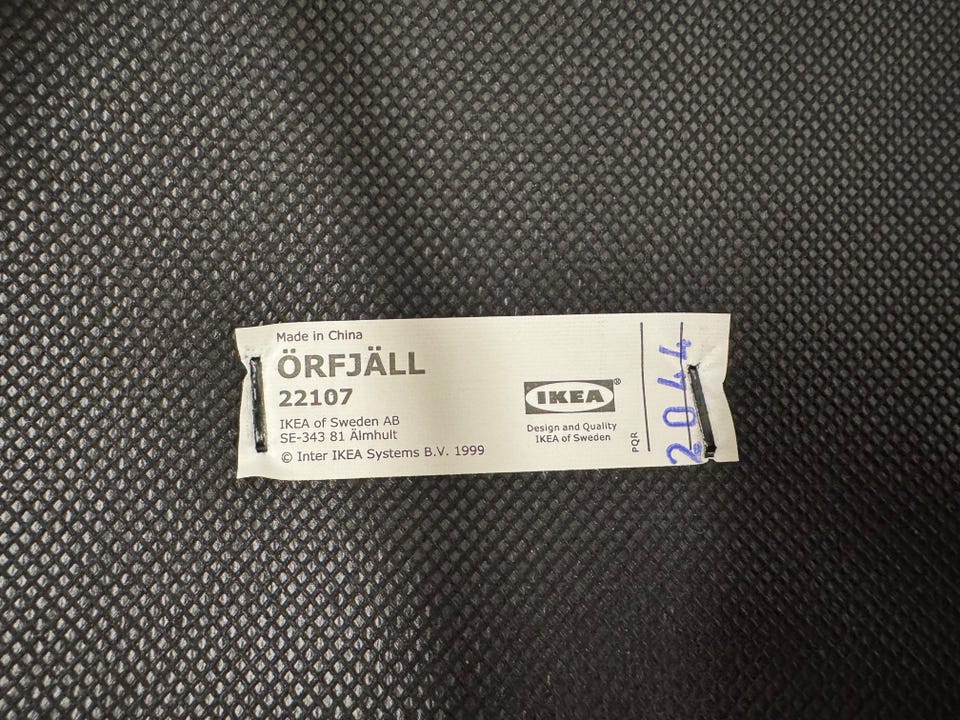 Made in China
ÖRFJÄLL
22107
IKEA of Sweden AB
SE-343 81 Älmhult
© Inter IKEA Systems B.V. 1999
IKEA®
Design and Quality
IKEA of Sweden
PQR
2044